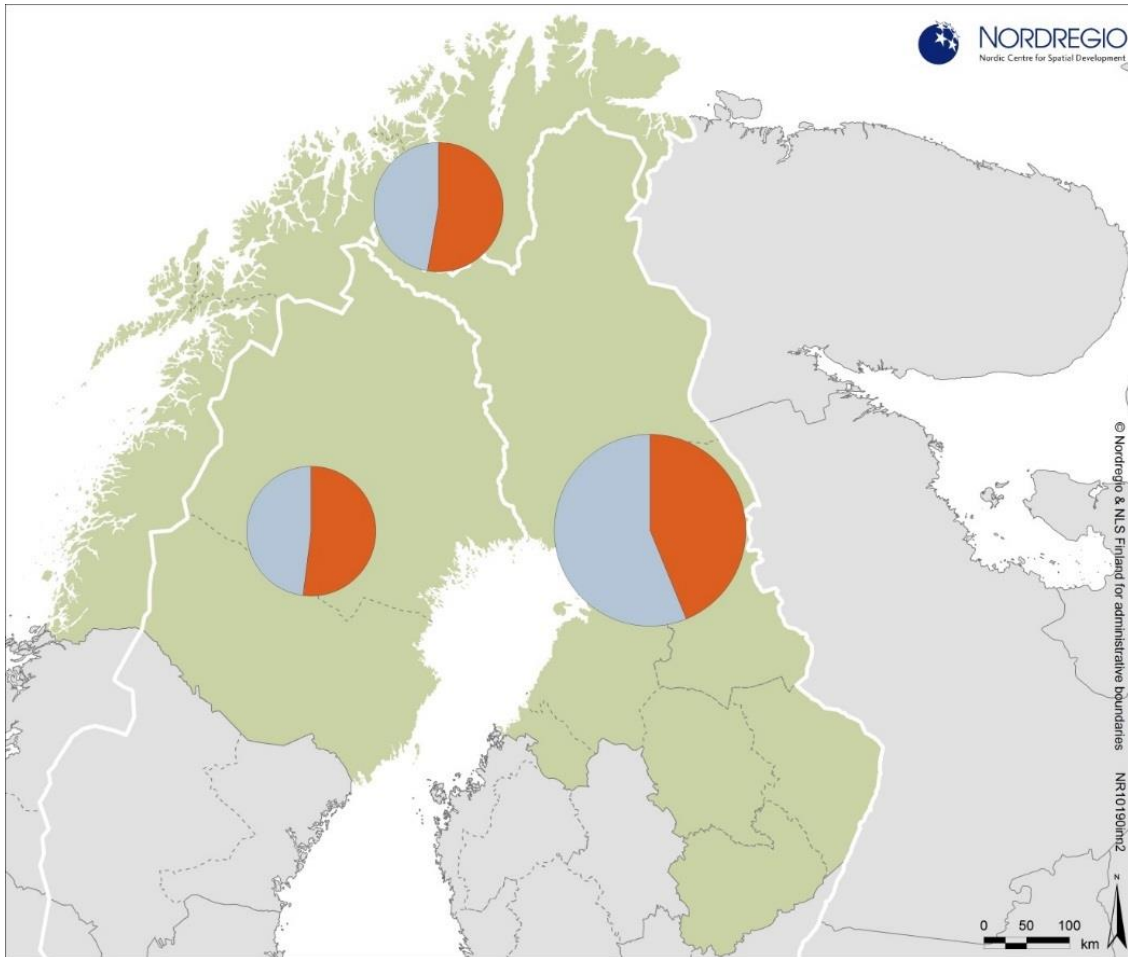 NORDREGIO
Nordic Centre for Spatial Development
© Nordregio & NLS Finland for administrative boundaries NR10190inn2
N
0 50 100
km